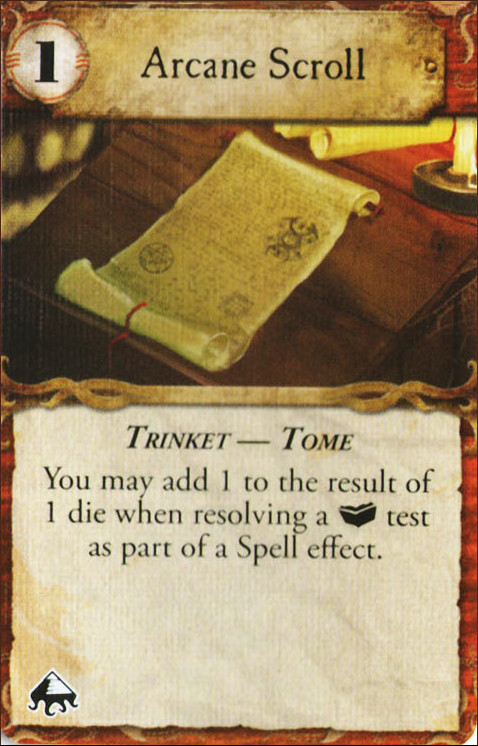 1
Arcane Scroll
TRINKET — TOME
You may add 1 to the result of
1 die when resolving a test
as part of a Spell effect.